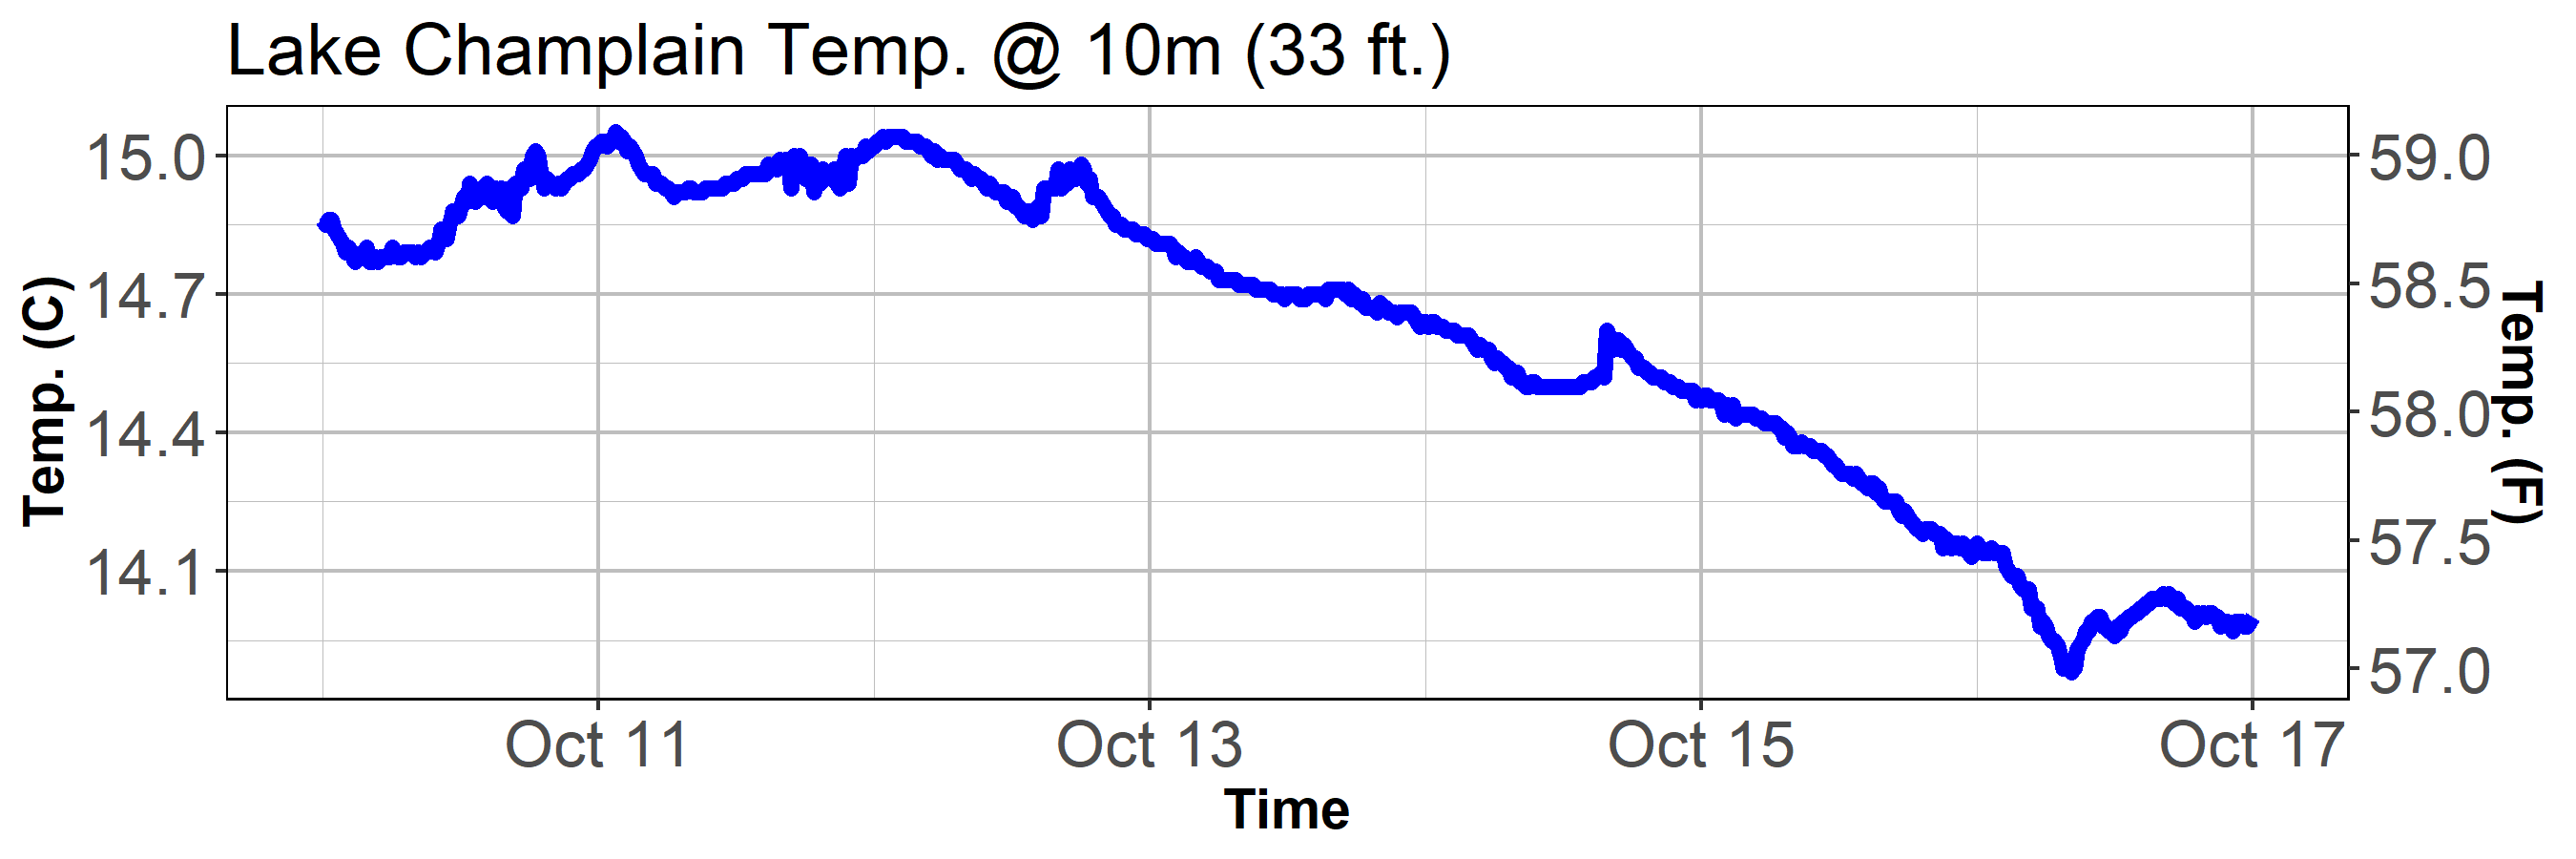 Lake Champlain Temp. @ 10m (33 ft.)
Temp. (C)
15.0
14.7
14.4
14.1
59.0
58.5
58.0
57.5
57.0
Temp. (F)
Oct 11
Oct 13
Oct 15
Oct 17
Time